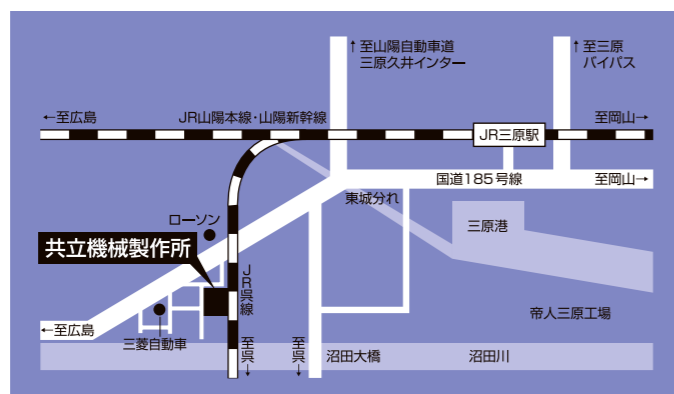 ↑至山陽自動車道
三原久井インター
↑至三原
バイパス
←至広島
JR山陽本線・山陽新幹線
JR三原駅
至岡山→
国道185号線
至岡山→
東城分れ
ローソン
三原港
共立機械製作所
JR呉線
帝人三原工場
←至広島
三菱自動車
至呉→
至呉→
沼田大橋
沼田川